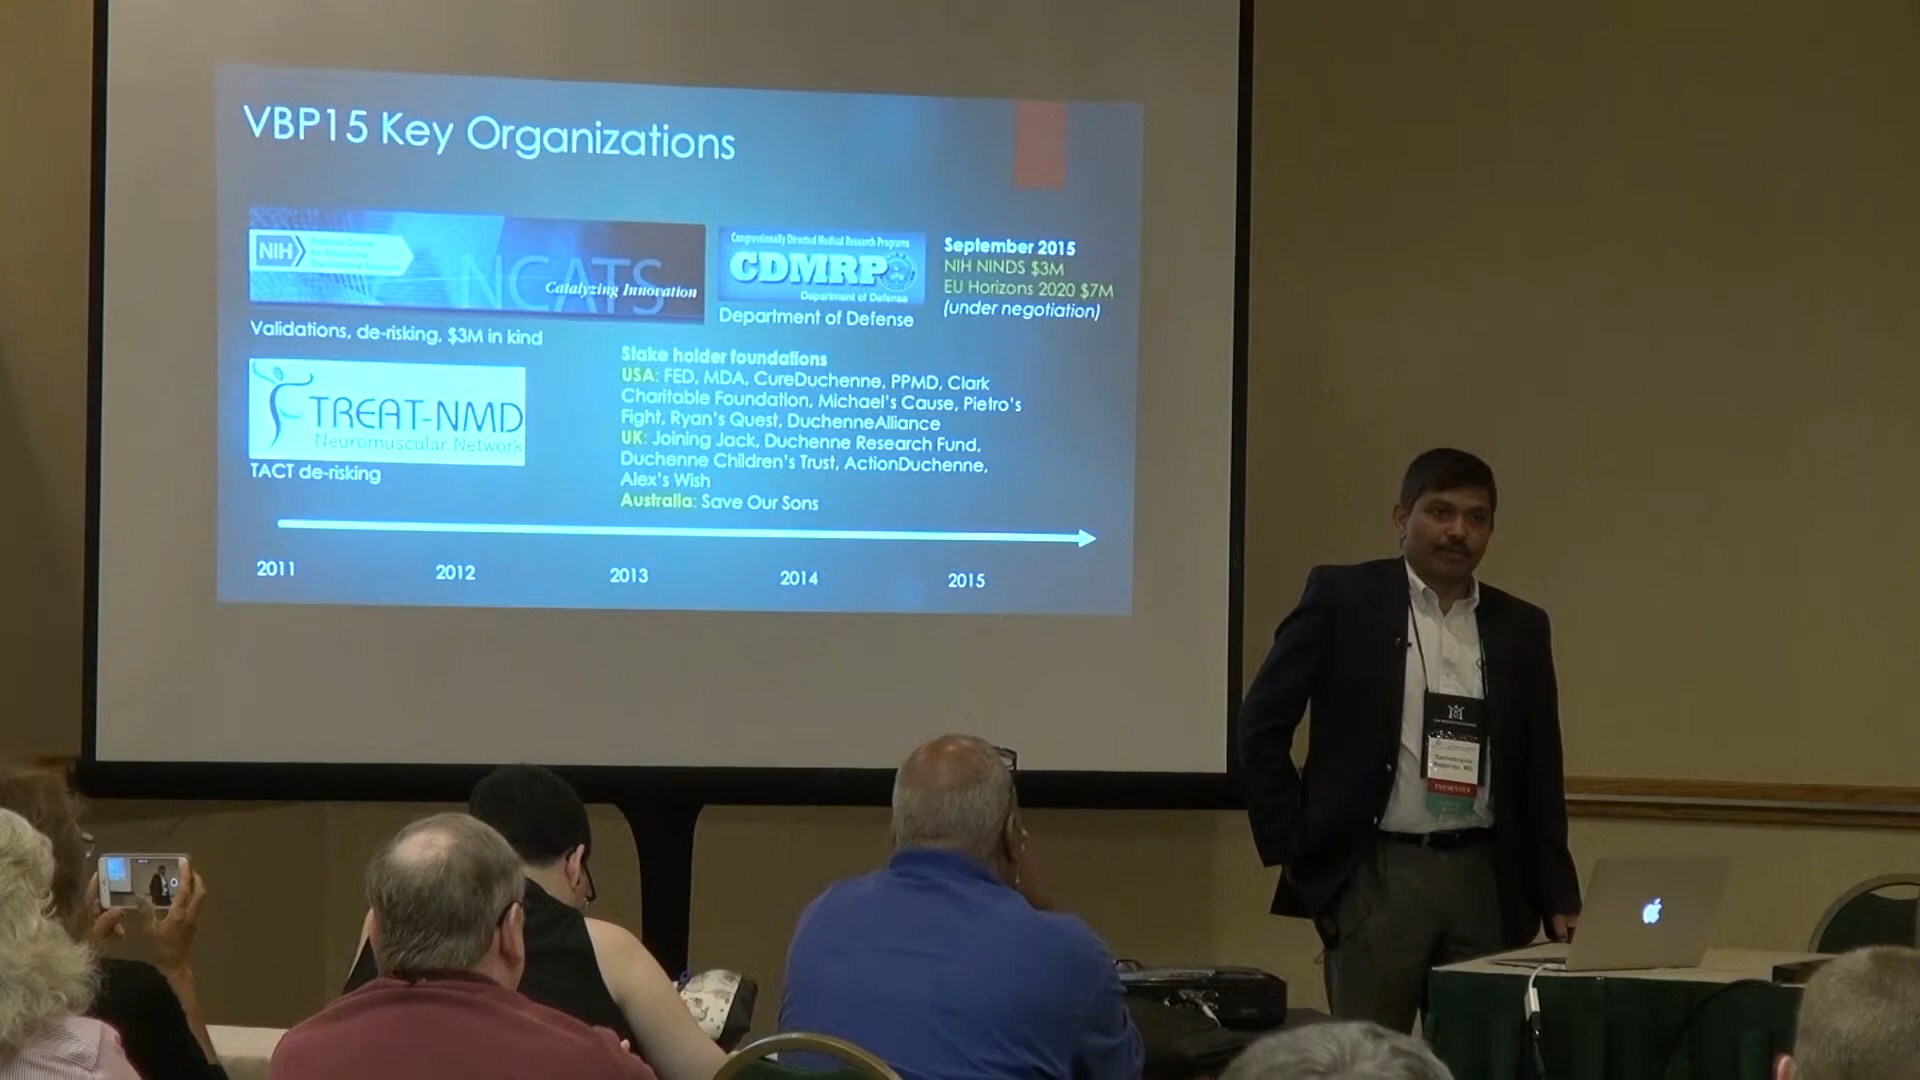 VBP15 Key Organizations
NIH
NCATS
Catalyzing Innovation
Validations, de-risking, $3M in kind
Congressionally Directed Medical Research Programs
CDMRP
Department of Defense
Department of Defense
September 2015
NIH NINDS $3M
EU Horizons 2020 $7M
(under negotiation)
TREAT-NMD
Neuromuscular Network
TACT de-risking
Stake holder foundations
USA: FED, MDA, CureDuchenne, PPMD, Clark
Charitable Foundation, Michael's Cause, Pietro's
Fight, Ryan's Quest, DuchenneAlliance
UK: Joining Jack, Duchenne Research Fund,
Duchenne Children's Trust, ActionDuchenne,
Alex's Wish
Australia: Save Our Sons
2011 2012 2013 2014 2015
PRESENTER